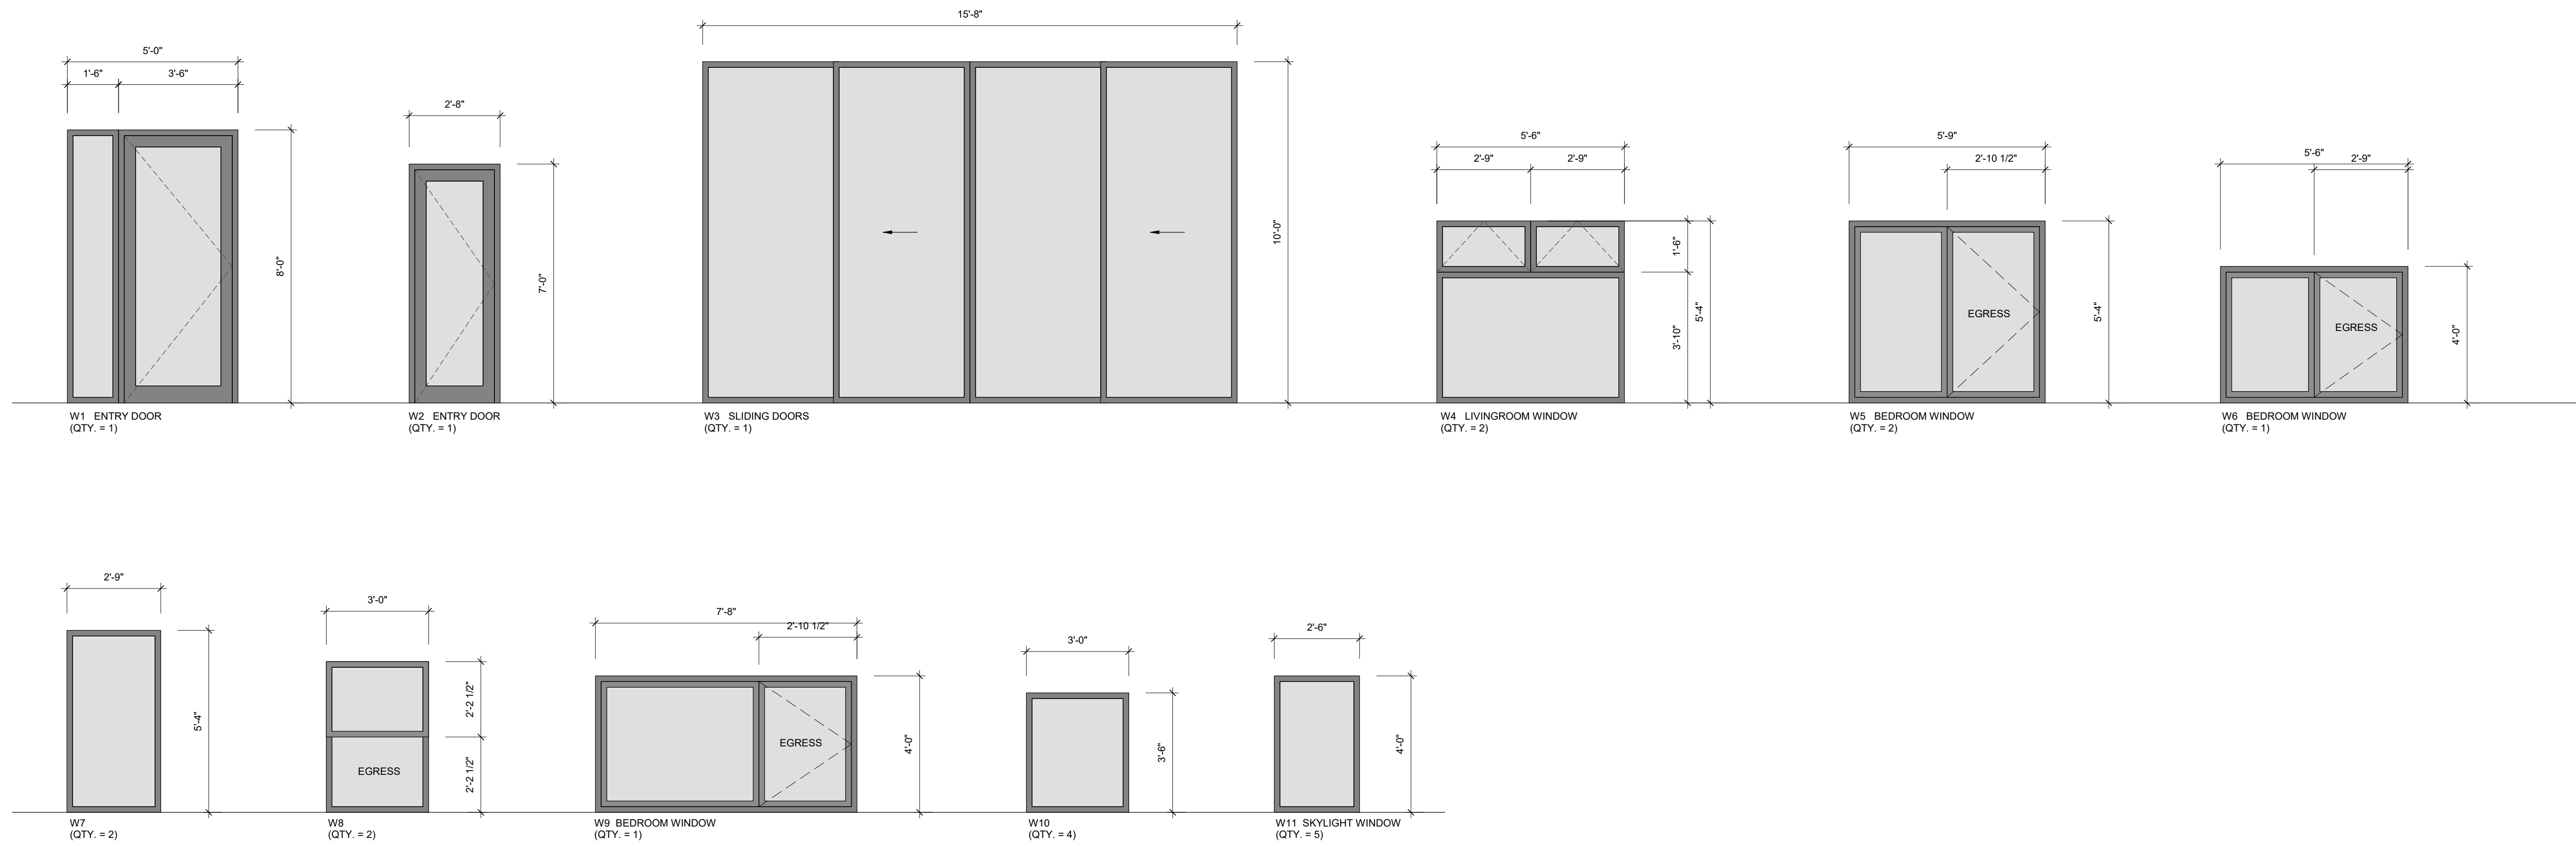 15'-8"
5'-0"
1'-6" 3'-6"
2'-8"
5'-6"
2'-9" 2'-9"
5'-9"
2'-10 1/2"
5'-6"
2'-9"
8'-0"
7'-0"
10'-0"
1'-6"
5'-4"
3'-10"
EGRESS
5'-4"
EGRESS
4'-0"
W1 ENTRY DOOR
(QTY. = 1)
W2 ENTRY DOOR
(QTY. = 1)
W3 SLIDING DOORS
(QTY. = 1)
W4 LIVINGROOM WINDOW
(QTY. = 2)
W5 BEDROOM WINDOW
(QTY. = 2)
W6 BEDROOM WINDOW
(QTY. = 1)
2'-9"
3'-0"
7'-8"
2'-10 1/2"
3'-0"
2'-6"
5'-4"
2'-2 1/2"
2'-2 1/2"
EGRESS
EGRESS
4'-0"
3'-6"
4'-0"
W7
(QTY. = 2)
W8
(QTY. = 2)
W9 BEDROOM WINDOW
(QTY. = 1)
W10
(QTY. = 4)
W11 SKYLIGHT WINDOW
(QTY. = 5)